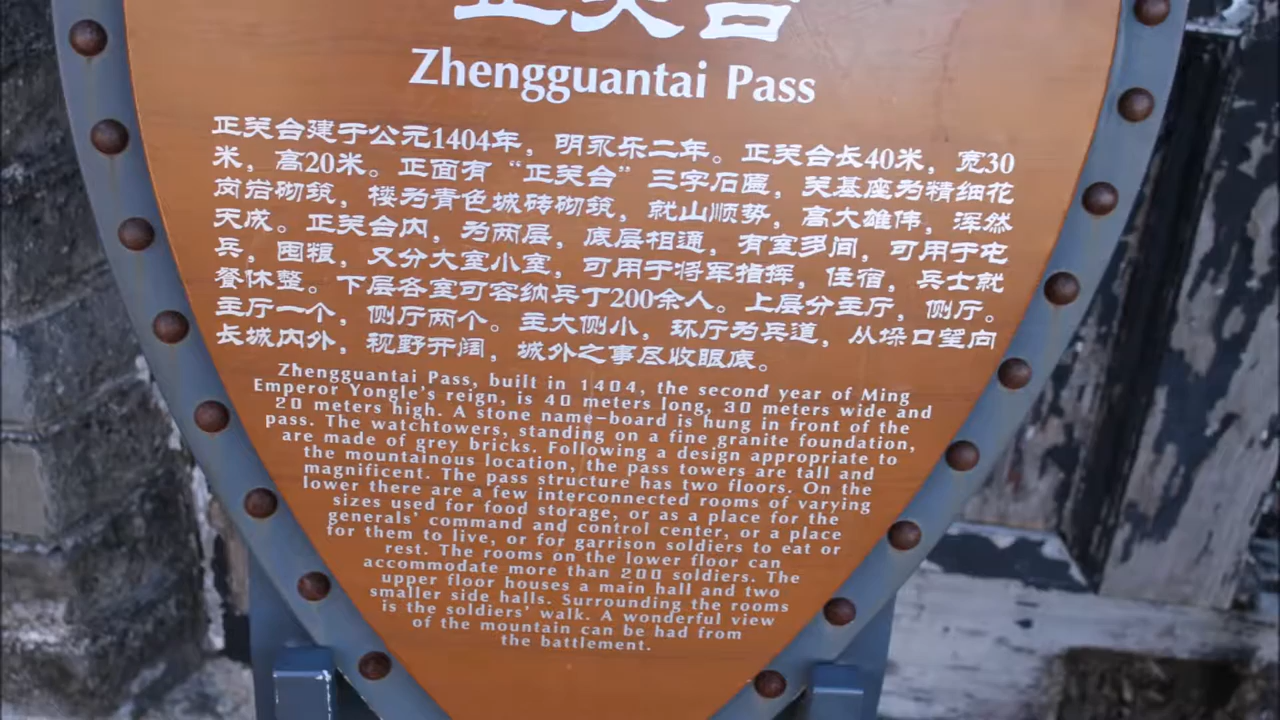 正关台
Zhengguantai Pass
正关台建于公元1404年，明永乐二年。正关台长40米，宽30
米，高20米。正面有“正关台”三字石匾，关基座为精细花
岗岩砌筑，楼为青色城砖砌筑，就山顺势，高大雄伟，浑然
天成。正关台内，为两层，底层相通，有室多间，可用于屯
兵，囤粮，又分大室小室，可用于将军指挥，住宿，兵士就
餐休整。下层各室可容纳兵丁200余人。上层分主厅，侧厅。
主厅一个，侧厅两个。主大侧小，环厅为兵道，从垛口望向
长城内外，视野开阔，城外之事尽收眼底。
Zhengguantai Pass, built in 1404, the second year of Ming
Emperor Yongle's reign, is 40 meters long, 30 meters wide and
20 meters high. A stone name-board is hung in front of the
pass. The watchtowers, standing on a fine granite foundation,
are made of grey bricks. Following a design appropriate to
the mountainous location, the pass towers are tall and
magnificent. The pass structure has two floors. On the
lower there are a few interconnected rooms of varying
sizes used for food storage, or as a place for the
generals' command and control center, or a place
for them to live, or for garrison soldiers to eat or
rest. The rooms on the lower floor can
accommodate more than 200 soldiers. The
upper floor houses a main hall and two
smaller side halls. Surrounding the rooms
is the soldiers' walk. A wonderful view
of the mountain can be had from
the battlement.